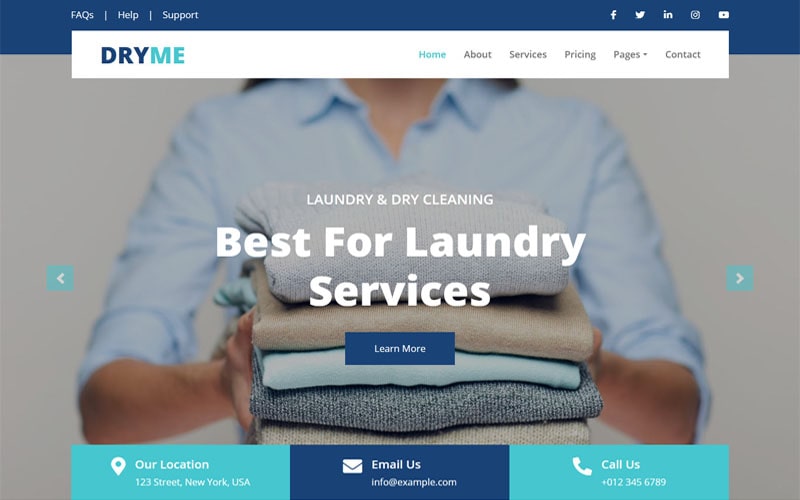 FAQs | Help | Support
DRYME
Home About Services Pricing Pages Contact
LAUNDRY & DRY CLEANING
Best For Laundry
Services
Learn More
Our Location
123 Street, New York, USA
Email Us
info@example.com
Call Us
+012 345 6789